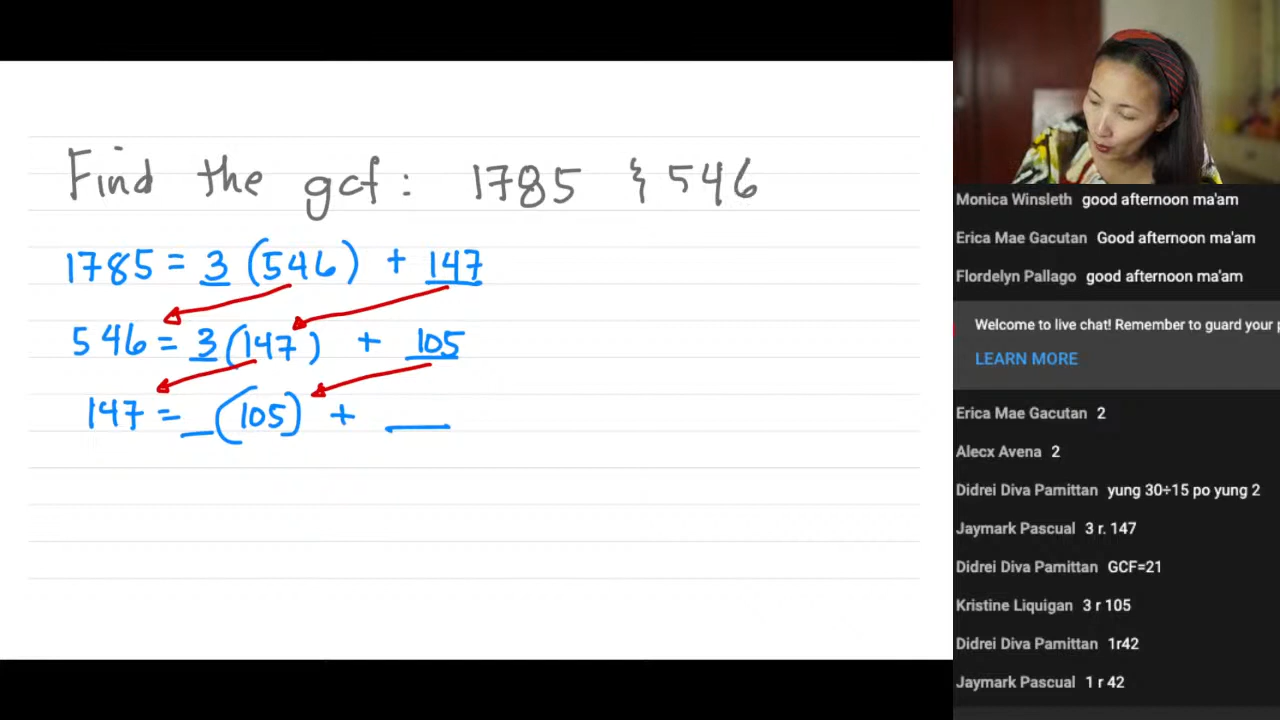 Find the gcf: 1785 & 546
1785 = 3 (546) + 147
546 = 3 (147) + 105
147 = _ (105) + __
Monica Winsleth good afternoon ma'am
Erica Mae Gacutan Good afternoon ma'am
Flordelyn Pallago good afternoon ma'am
Welcome to live chat! Remember to guard your p
LEARN MORE
Erica Mae Gacutan 2
Alecx Avena 2
Didrei Diva Pamittan yung 30÷15 po yung 2
Jaymark Pascual 3 r. 147
Didrei Diva Pamittan GCF=21
Kristine Liquigan 3 r 105
Didrei Diva Pamittan 1r42
Jaymark Pascual 1 r 42